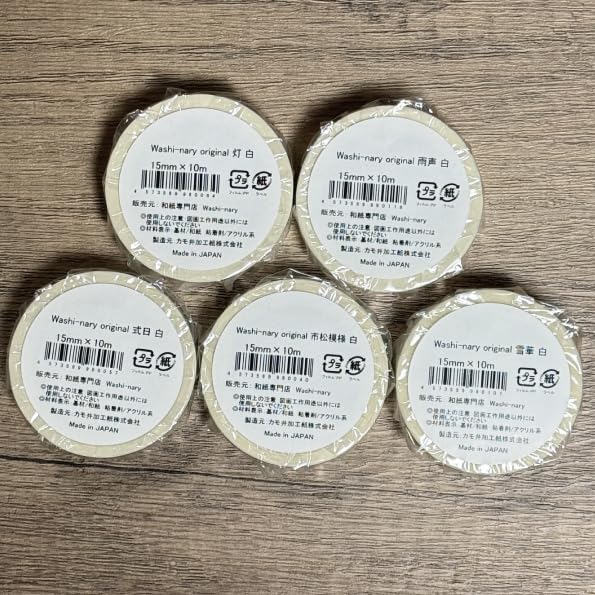 Washi-nary original 灯 白
15mm×10m
プラ
紙
販売元: 和紙専門店 Washi-nary
◎使用上の注意 図画工作用途以外には
使用しないでください
◎材料表示 基材/和紙 粘着剤/アクリル系
製造元: カモ井加工紙株式会社
Made in JAPAN
Washi-nary original 雨声 白
15mm×10m
プラ
紙
販売元: 和紙専門店 Washi-nary
◎使用上の注意 図画工作用途以外には
使用しないでください
◎材料表示 基材/和紙 粘着剤/アクリル系
製造元: カモ井加工紙株式会社
Made in JAPAN
Washi-nary original 式日 白
15mm×10m
プラ
紙
販売元: 和紙専門店 Washi-nary
◎使用上の注意 図画工作用途以外には
使用しないでください
◎材料表示 基材/和紙 粘着剤/アクリル系
製造元: カモ井加工紙株式会社
Made in JAPAN
Washi-nary original 市松模様 白
15mm×10m
プラ
紙
販売元: 和紙専門店 Washi-nary
◎使用上の注意 図画工作用途以外には
使用しないでください
◎材料表示 基材/和紙 粘着剤/アクリル系
製造元: カモ井加工紙株式会社
Made in JAPAN
Washi-nary original 雪華 白
15mm×10m
プラ
紙
販売元: 和紙専門店 Washi-nary
◎使用上の注意 図画工作用途以外には
使用しないでください
◎材料表示 基材/和紙 粘着剤/アクリル系
製造元: カモ井加工紙株式会社
Made in JAPAN